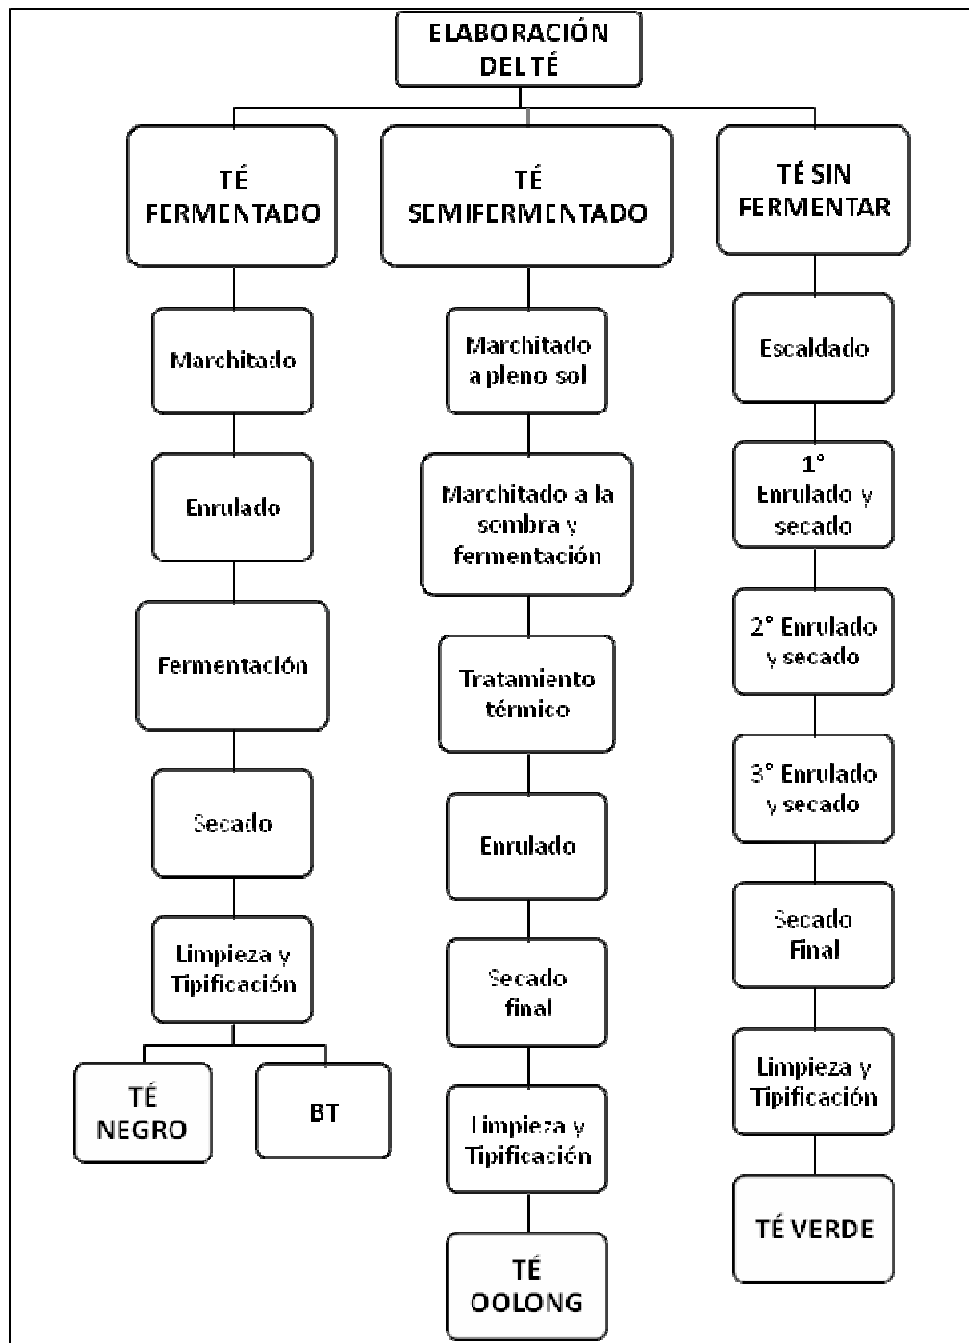 ELABORACIÓN
DEL TÉ
TÉ
FERMENTADO
Marchitado
Enrulado
Fermentación
Secado
Limpieza y
Tipificación
TÉ
NEGRO
BT
TÉ
SEMIFERMENTADO
Marchitado
a pleno sol
Marchitado a la
sombra y
fermentación
Tratamiento
térmico
Enrulado
Secado
final
Limpieza y
Tipificación
TÉ
OOLONG
TÉ SIN
FERMENTAR
Escaldado
1°
Enrulado y
secado
2° Enrulado
y secado
3° Enrulado
y secado
Secado
Final
Limpieza y
Tipificación
TÉ VERDE